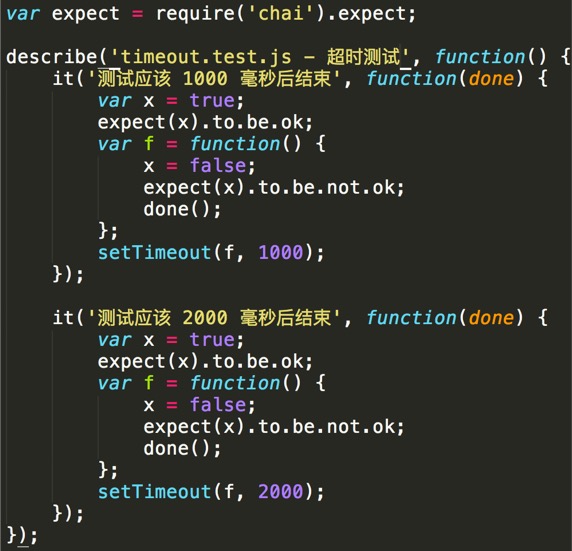 var expect = require('chai').expect;

describe('timeout.test.js - 超时测试', function() {
    it('测试应该 1000 毫秒后结束', function(done) {
        var x = true;
        expect(x).to.be.ok;
        var f = function() {
            x = false;
            expect(x).to.be.not.ok;
            done();
        };
        setTimeout(f, 1000);
    });

    it('测试应该 2000 毫秒后结束', function(done) {
        var x = true;
        expect(x).to.be.ok;
        var f = function() {
            x = false;
            expect(x).to.be.not.ok;
            done();
        };
        setTimeout(f, 2000);
    });
});